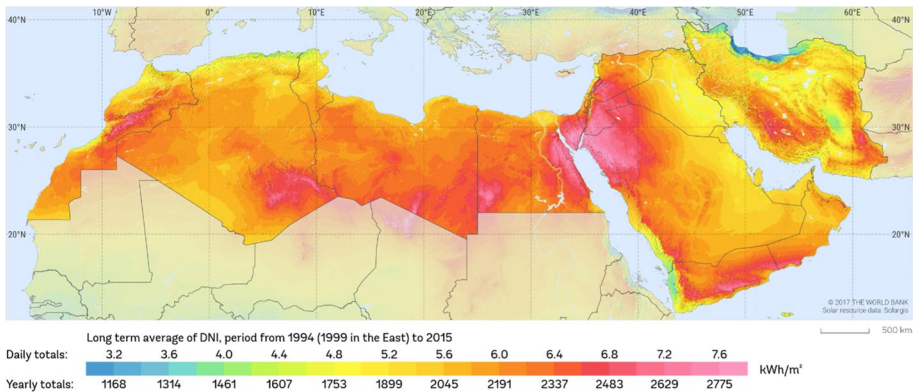 10°W 0° 10°E 20°E 30°E 40°E 50°E 60°E
40°N 40°N
30°N 30°N
20°N 20°N
© 2017 THE WORLD BANK
Solar resource data: Solargis
500 km
Long term average of DNI, period from 1994 (1999 in the East) to 2015
Daily totals: 3.2 3.6 4.0 4.4 4.8 5.2 5.6 6.0 6.4 6.8 7.2 7.6
kWh/m²
Yearly totals: 1168 1314 1461 1607 1753 1899 2045 2191 2337 2483 2629 2775